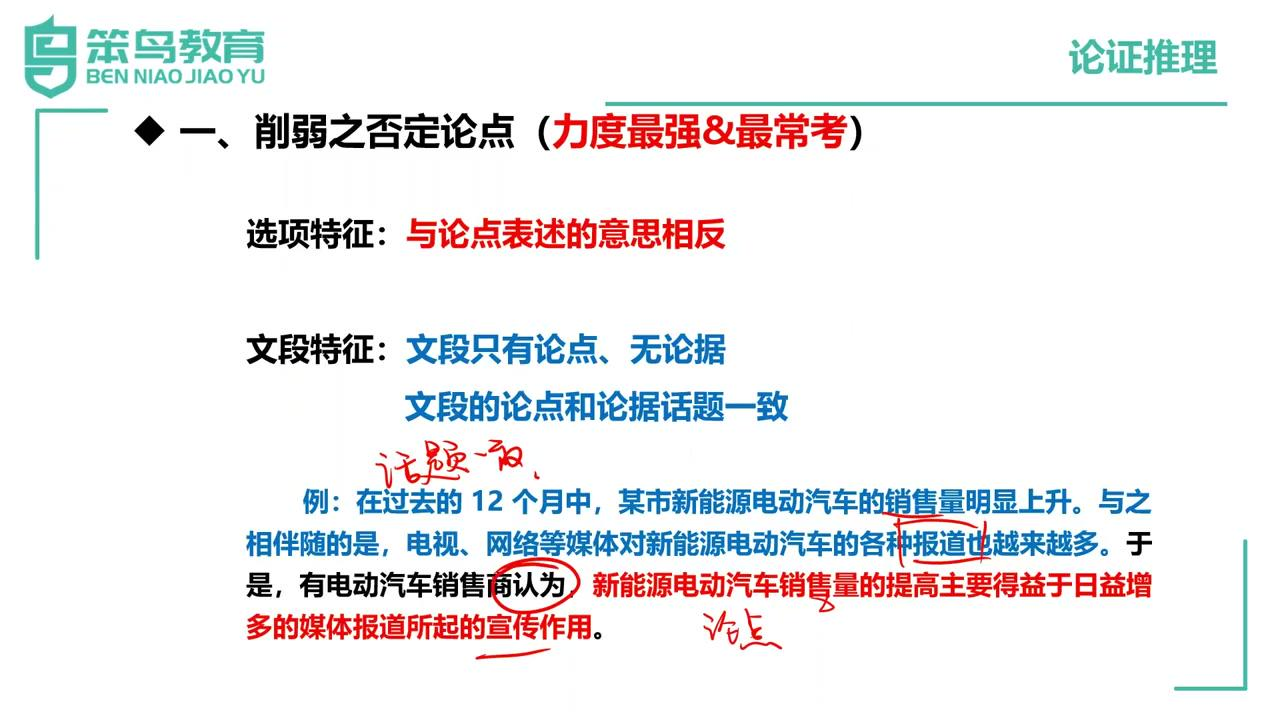 笨鸟教育
BEN NIAO JIAO YU
论证推理
◆ 一、削弱之否定论点（力度最强&最常考）
选项特征：与论点表述的意思相反
文段特征：文段只有论点、无论据
文段的论点和论据话题一致
话题一致.
例：在过去的 12 个月中，某市新能源电动汽车的销售量明显上升。与之
相伴随的是，电视、网络等媒体对新能源电动汽车的各种报道也越来越多。于
是，有电动汽车销售商认为，新能源电动汽车销售量的提高主要得益于日益增
多的媒体报道所起的宣传作用。
论点